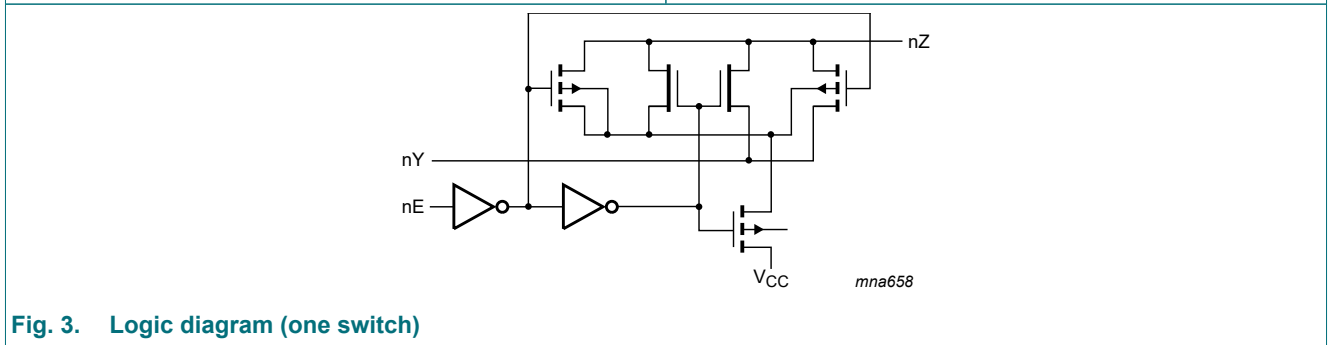 nZ
nY
nE
VCC
mna658
Fig. 3. Logic diagram (one switch)